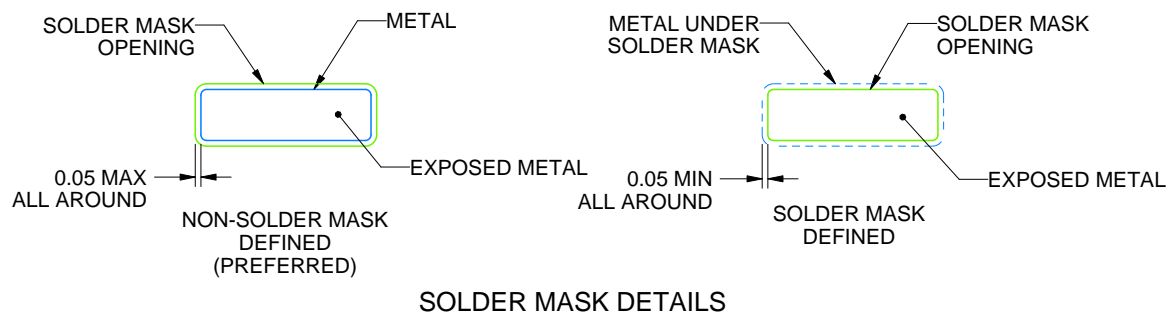 SOLDER MASK
OPENING
METAL
EXPOSED METAL
0.05 MAX
ALL AROUND
NON-SOLDER MASK
DEFINED
(PREFERRED)
METAL UNDER
SOLDER MASK
SOLDER MASK
OPENING
EXPOSED METAL
0.05 MIN
ALL AROUND
SOLDER MASK
DEFINED
SOLDER MASK DETAILS